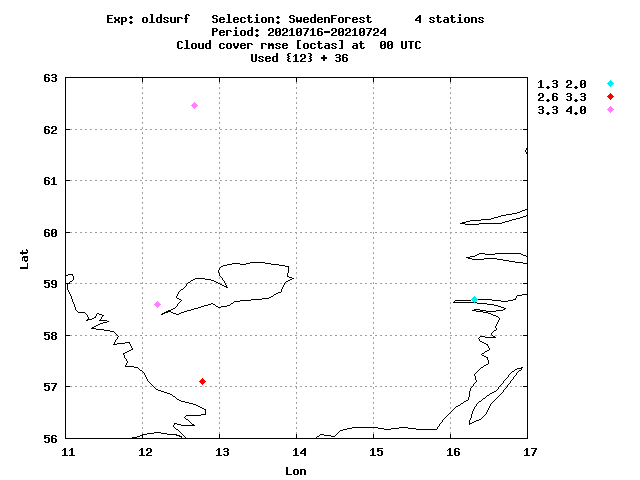 Exp: oldsurf   Selection: SwedenForest      4 stations
Period: 20210716-20210724
Cloud cover rmse [octas] at  00 UTC
Used {12} + 36
1.3 2.0
2.6 3.3
3.3 4.0
63
62
61
60
59
58
57
56
Lat
11 12 13 14 15 16 17
Lon